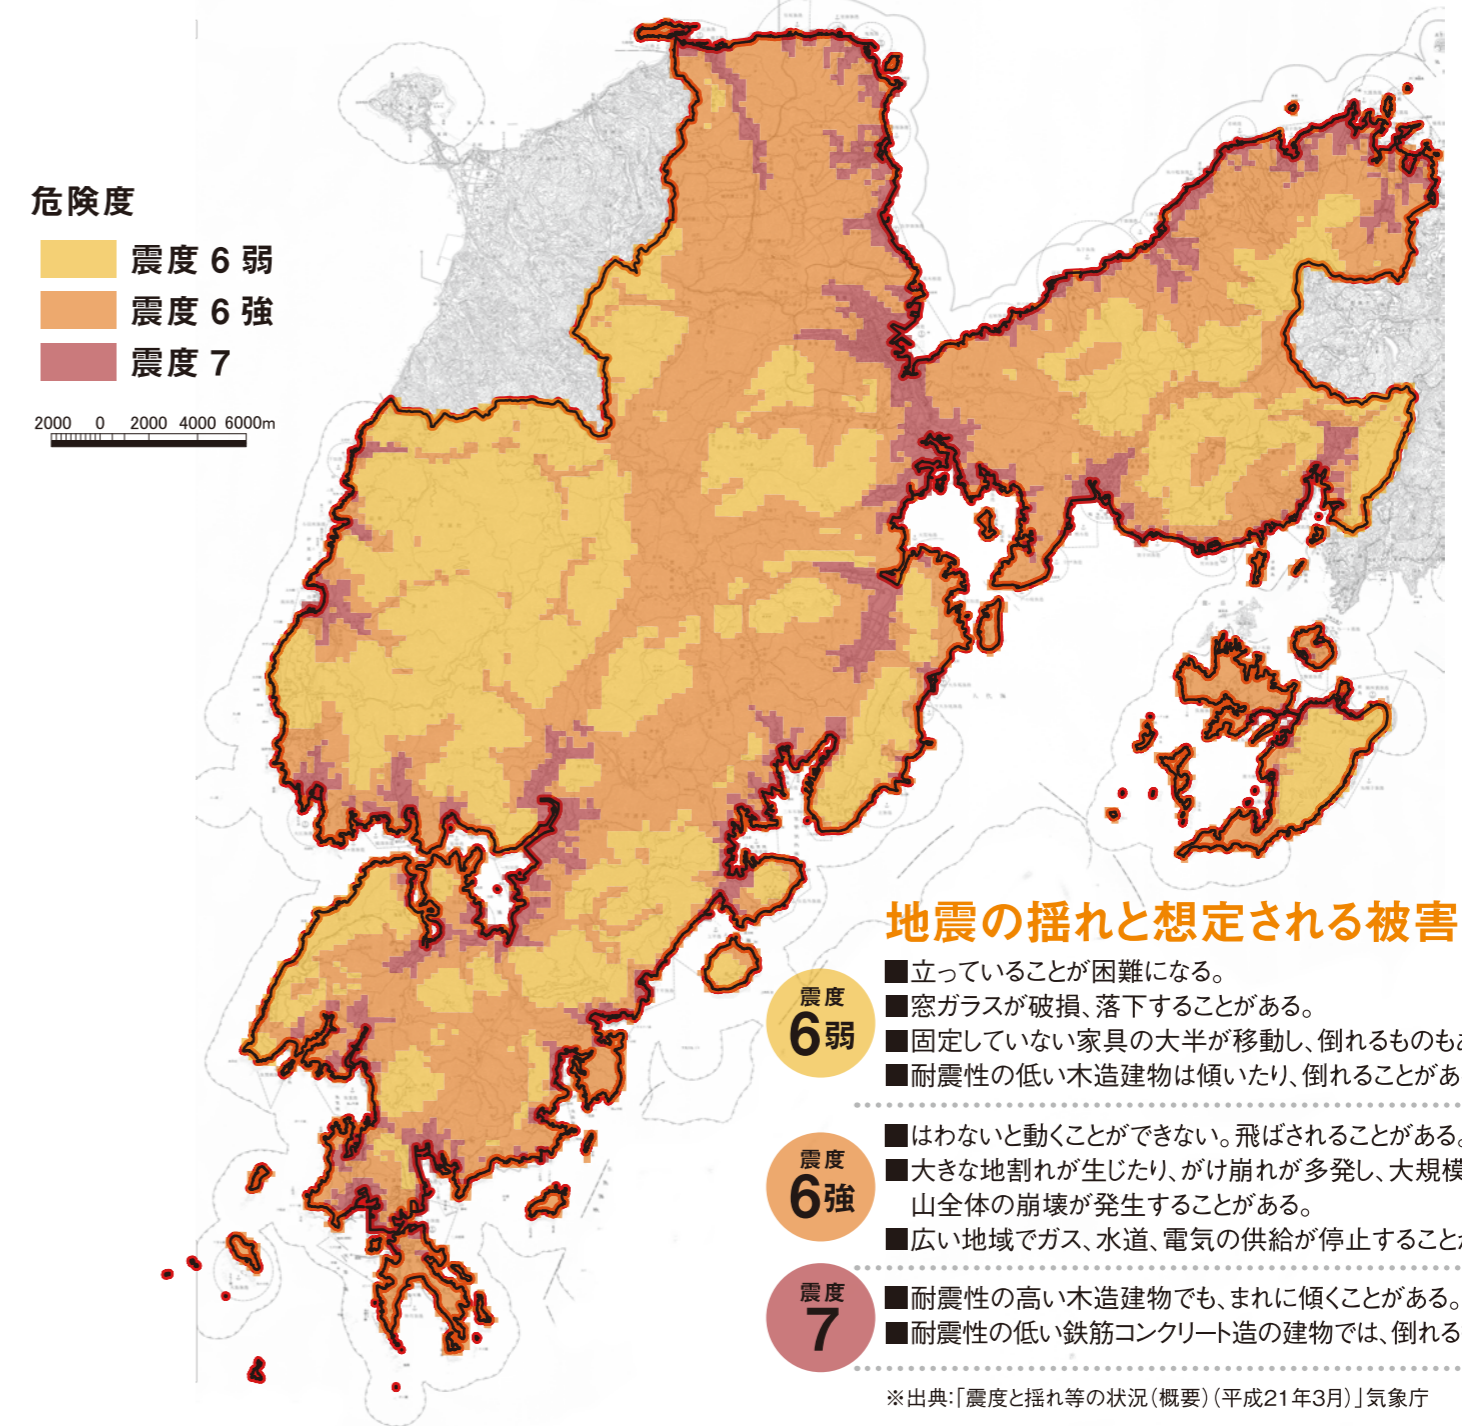 危険度
震度 6 弱
震度 6 強
震度 7
2000 0 2000 4000 6000m
地震の揺れと想定される被害
震度
6弱
■立っていることが困難になる。
■窓ガラスが破損、落下することがある。
■固定していない家具の大半が移動し、倒れるものもあ
■耐震性の低い木造建物は傾いたり、倒れることがあ
震度
6強
■はわないと動くことができない。飛ばされることがある。
■大きな地割れが生じたり、がけ崩れが多発し、大規模
山全体の崩壊が発生することがある。
■広い地域でガス、水道、電気の供給が停止することが
震度
7
■耐震性の高い木造建物でも、まれに傾くことがある。
■耐震性の低い鉄筋コンクリート造の建物では、倒れる
※出典:「震度と揺れ等の状況(概要)(平成21年3月)」気象庁